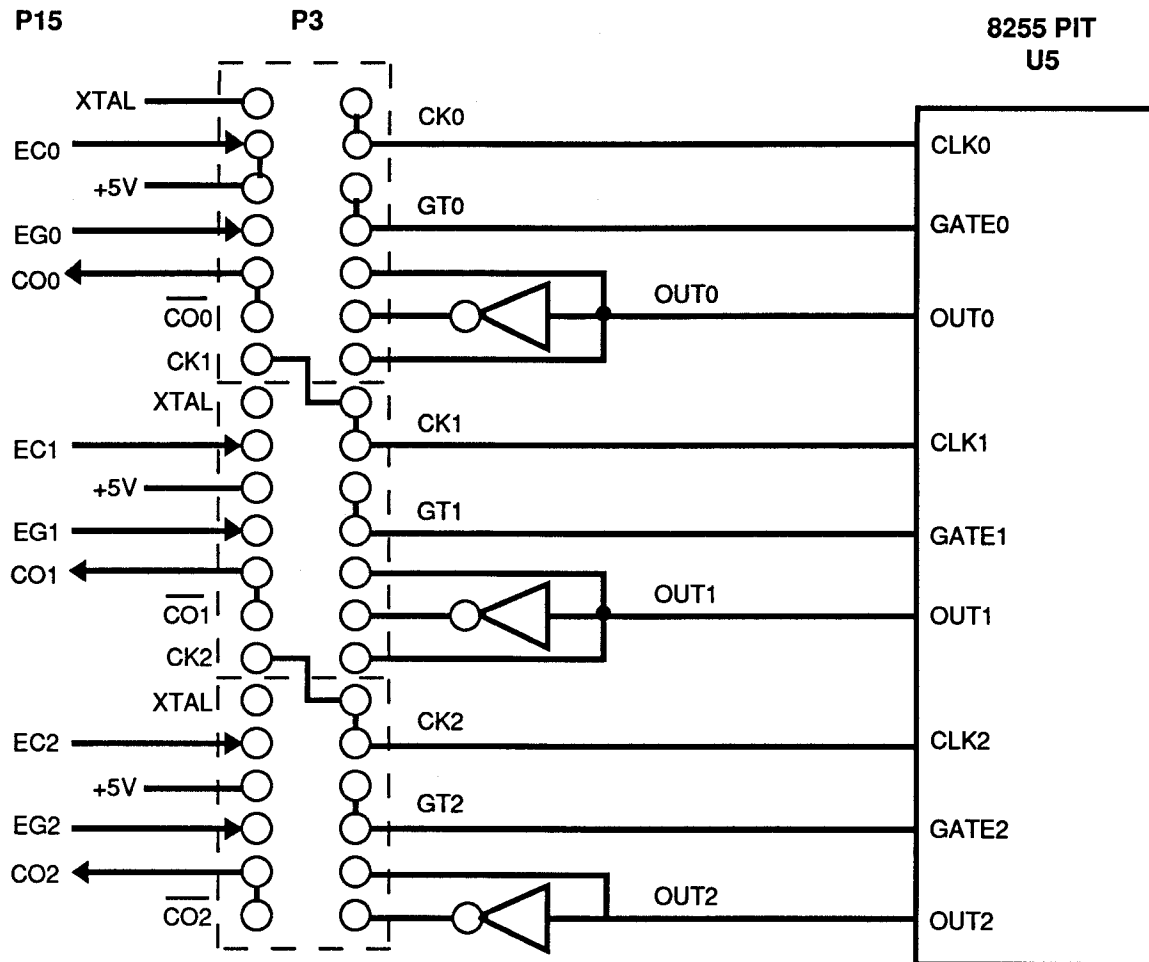 P15
P3
8255 PIT
U5
XTAL
CK0
EC0
CLK0
+5V
GT0
EG0
GATE0
CO0
OUT0
CO0
OUT0
CK1
XTAL
CK1
EC1
CLK1
+5V
GT1
EG1
GATE1
CO1
OUT1
CO1
OUT1
CK2
XTAL
CK2
EC2
CLK2
+5V
GT2
EG2
GATE2
CO2
OUT2
CO2
OUT2